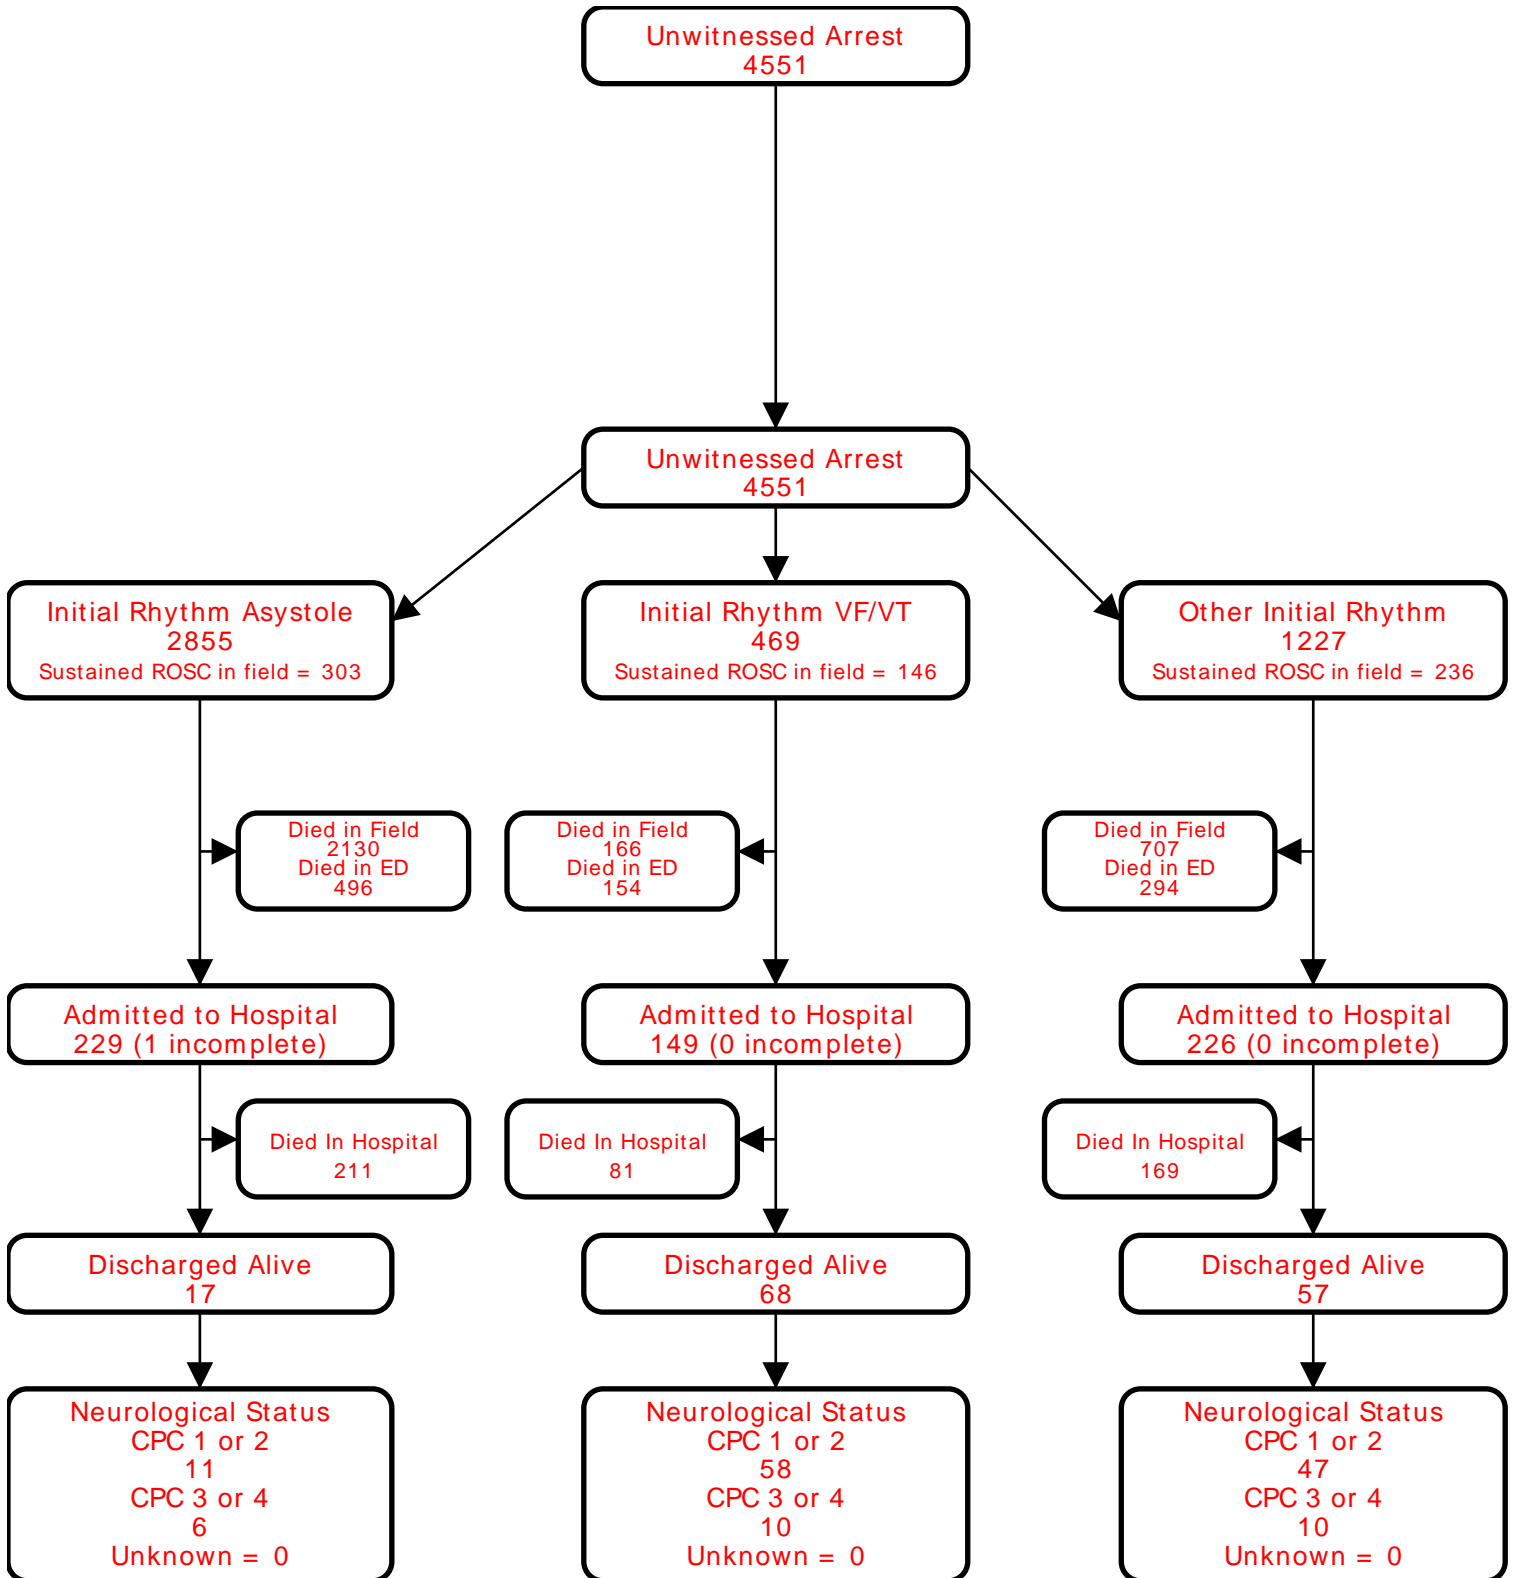 Unwitnessed Arrest
4551
Unwitnessed Arrest
4551
Initial Rhythm Asystole
2855
Sustained ROSC in field = 303
Initial Rhythm VF/VT
469
Sustained ROSC in field = 146
Other Initial Rhythm
1227
Sustained ROSC in field = 236
Died in Field
2130
Died in ED
496
Died in Field
166
Died in ED
154
Died in Field
707
Died in ED
294
Admitted to Hospital
229 (1 incomplete)
Admitted to Hospital
149 (0 incomplete)
Admitted to Hospital
226 (0 incomplete)
Died In Hospital
211
Died In Hospital
81
Died In Hospital
169
Discharged Alive
17
Discharged Alive
68
Discharged Alive
57
Neurological Status
CPC 1 or 2
11
CPC 3 or 4
6
Unknown = 0
Neurological Status
CPC 1 or 2
58
CPC 3 or 4
10
Unknown = 0
Neurological Status
CPC 1 or 2
47
CPC 3 or 4
10
Unknown = 0